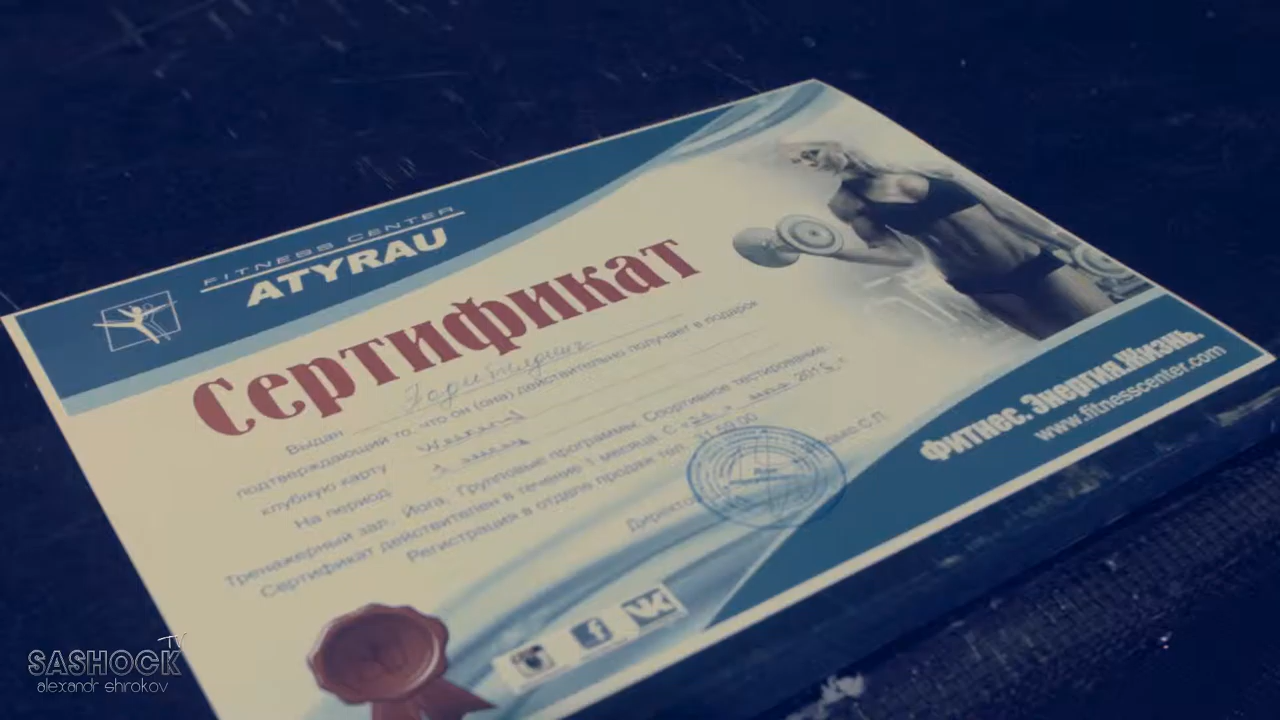 FITNESS CENTER
ATYRAU
Сертификат
Выдан
подтверждающий то, что он (она) действительно получает в подарок
клубную карту
На период
Тренажерный зал, Йога, Групповые программы, Спортивное тестирование.
Сертификат действителен в течение 1 месяца С
Регистрация в отделе продаж тел.
Директор
Фитнес. Энергия. Жизнь.
www.fitnesscenter.com
SASHOCK TV
alexandr shirokov